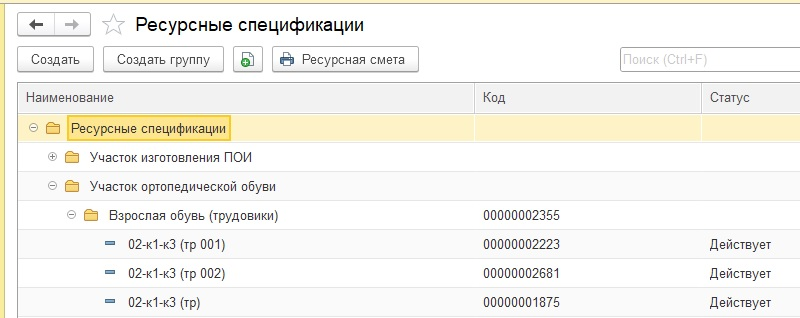 Ресурсные спецификации
Создать Создать группу Ресурсная смета Поиск (Ctrl+F)
Наименование Код Статус
Ресурсные спецификации
Участок изготовления ПОИ
Участок ортопедической обуви
Взрослая обувь (трудовики) 00000002355
02-к1-к3 (тр 001) 00000002223 Действует
02-к1-к3 (тр 002) 00000002681 Действует
02-к1-к3 (тр) 00000001875 Действует